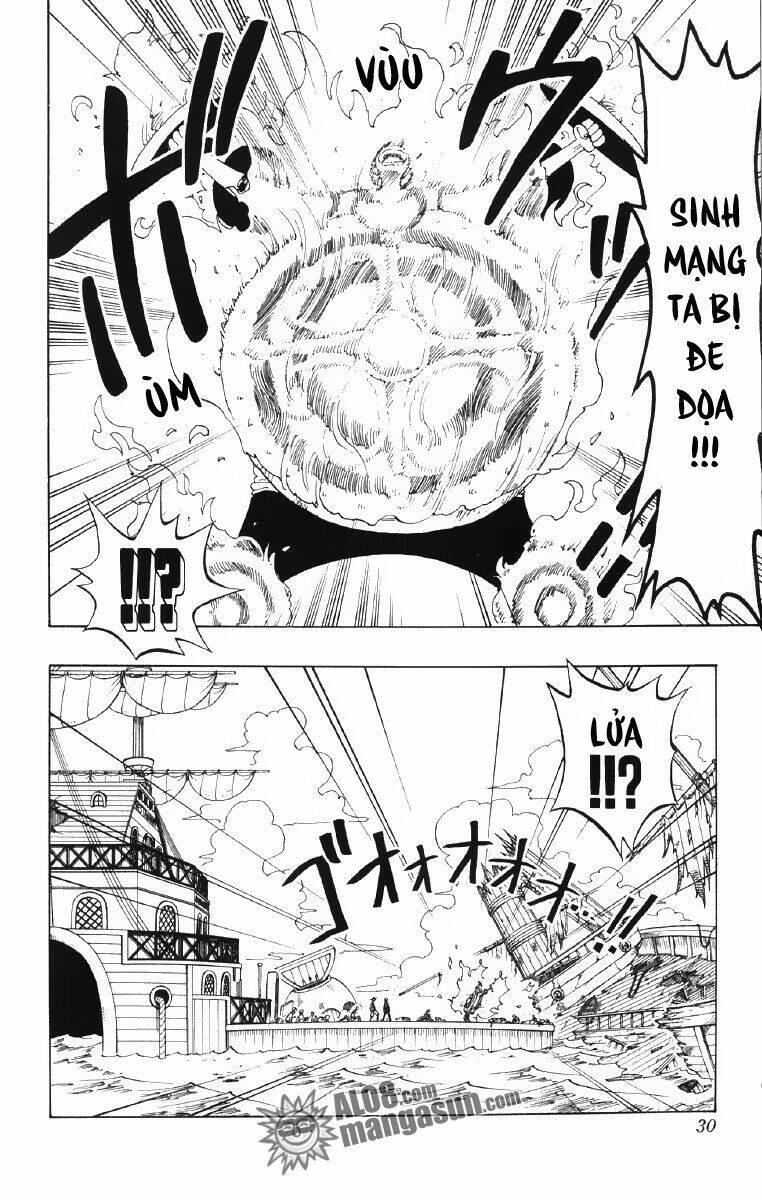 VÙU
SINH
MẠNG
TA BỊ
ĐE
DỌA
!!!
ÙM
!!!?
LỬA
!!?
ゴオォオォオォ…!!
30
ALO8.com
mangasun.com